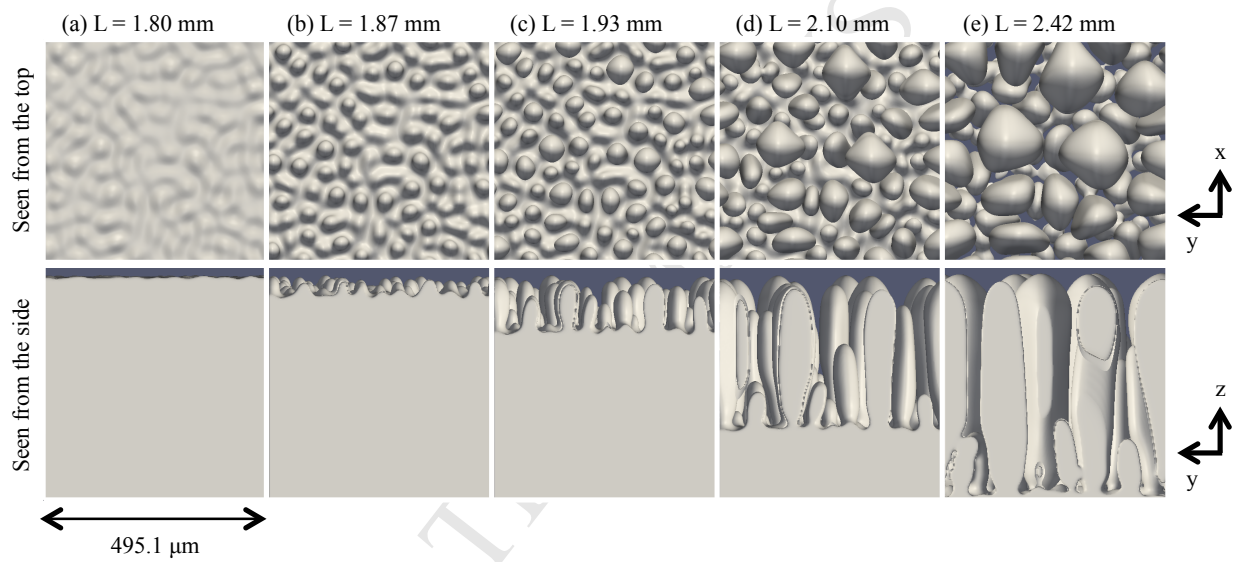 (a) L = 1.80 mm
(b) L = 1.87 mm
(c) L = 1.93 mm
(d) L = 2.10 mm
(e) L = 2.42 mm
Seen from the top
x
y
Seen from the side
z
y
495.1 µm